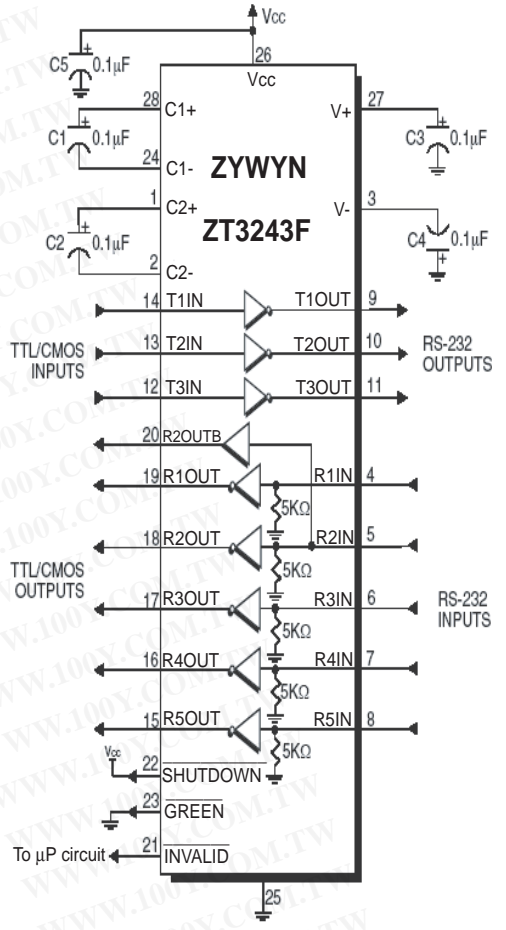 Vcc
26
Vcc
C5 + 0.1µF
28 C1+
V+ 27
C1 + 0.1µF
C3 + 0.1µF
24 C1-
ZYWYN
1 C2+
V- 3
ZT3243F
C2 + 0.1µF
C4 + 0.1µF
2 C2-
14 T1IN T1OUT 9
TTL/CMOS INPUTS
13 T2IN T2OUT 10
RS-232 OUTPUTS
12 T3IN T3OUT 11
20 R2OUTB
19 R1OUT R1IN 4
5KΩ
18 R2OUT R2IN 5
5KΩ
TTL/CMOS OUTPUTS
17 R3OUT R3IN 6
RS-232 INPUTS
5KΩ
16 R4OUT R4IN 7
5KΩ
15 R5OUT R5IN 8
5KΩ
Vcc
22 SHUTDOWN
23 GREEN
To µP circuit 21 INVALID
25
WWW.100Y.COM.TW